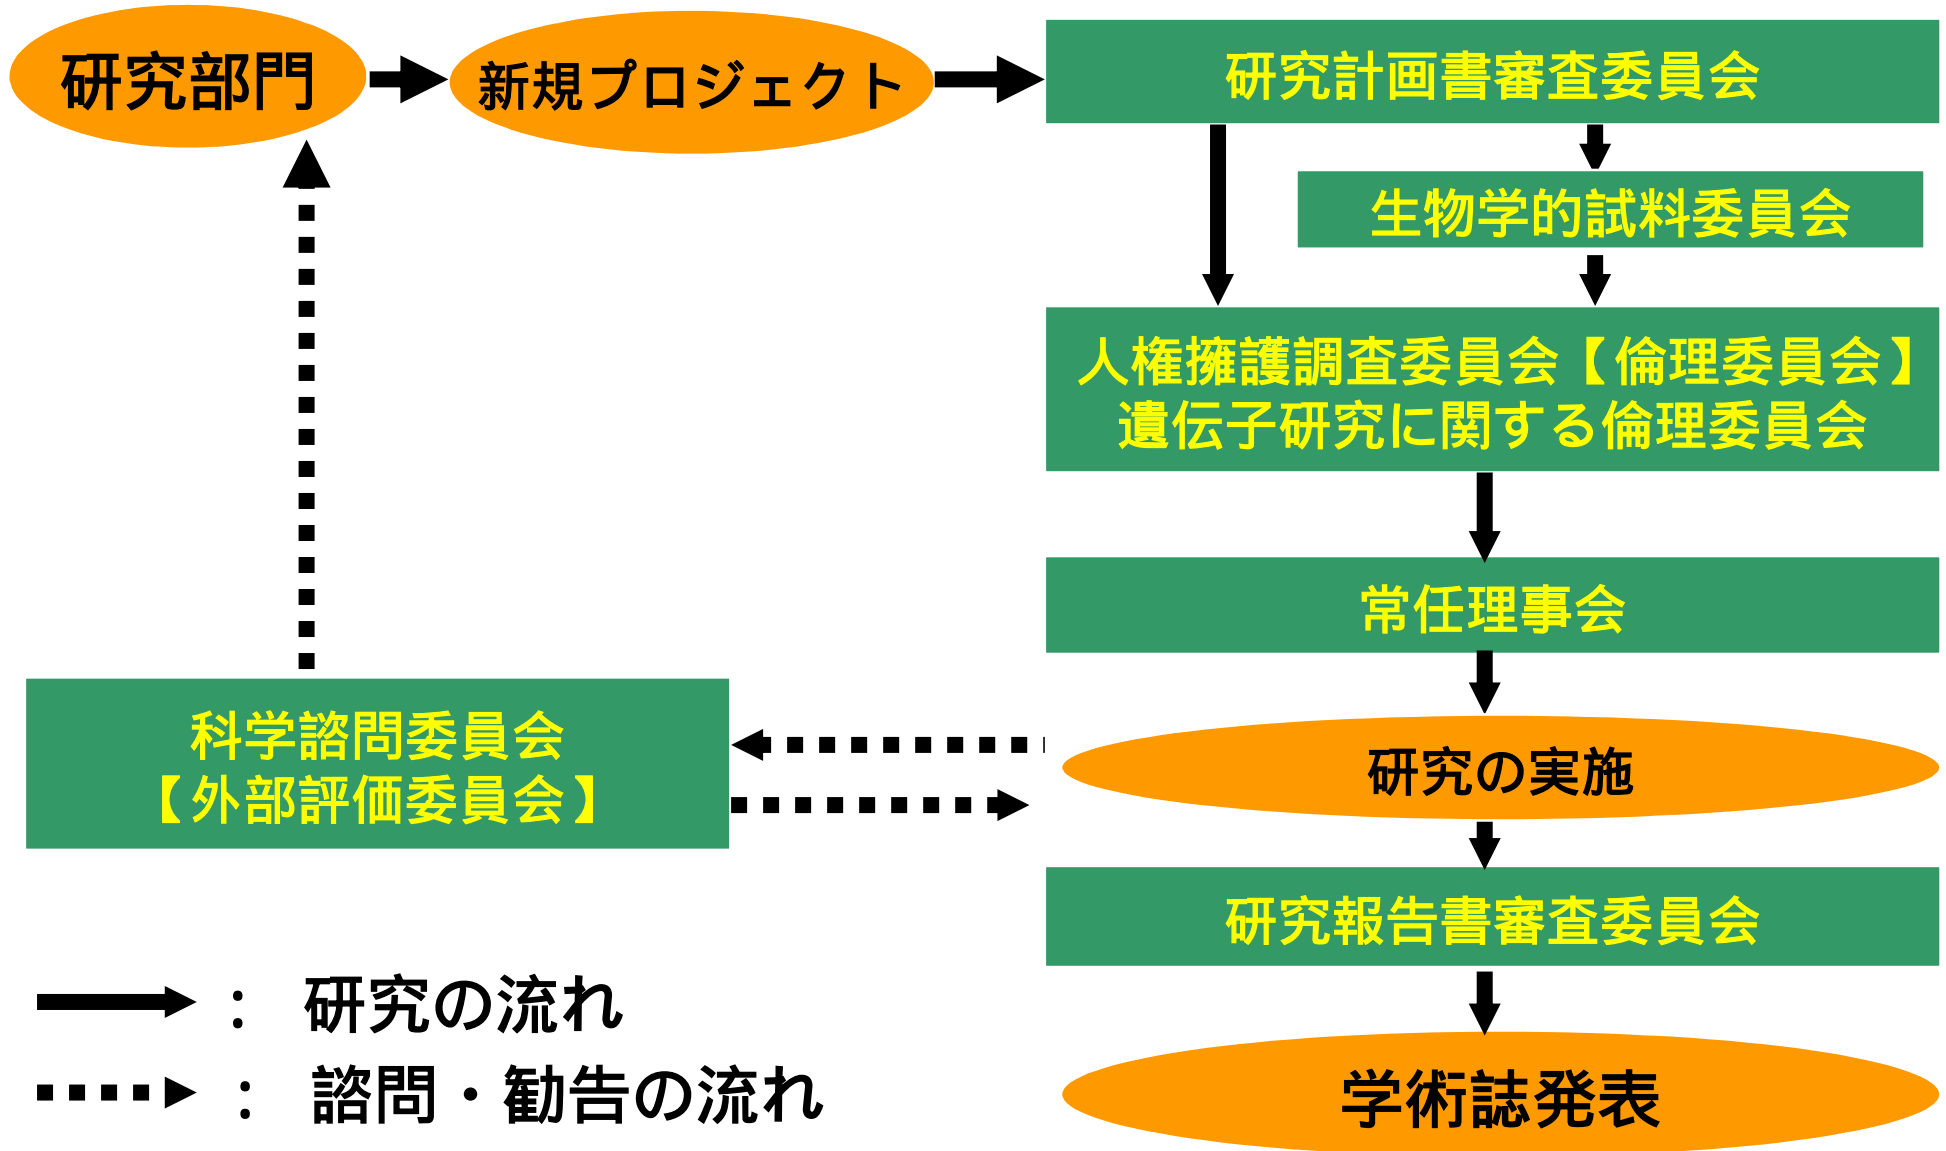 研究部門
新規プロジェクト
研究計画書審査委員会
生物学的試料委員会
人権擁護調査委員会【倫理委員会】
遺伝子研究に関する倫理委員会
常任理事会
科学諮問委員会
【外部評価委員会】
研究の実施
研究報告書審査委員会
学術誌発表
： 研究の流れ
： 諮問・勧告の流れ